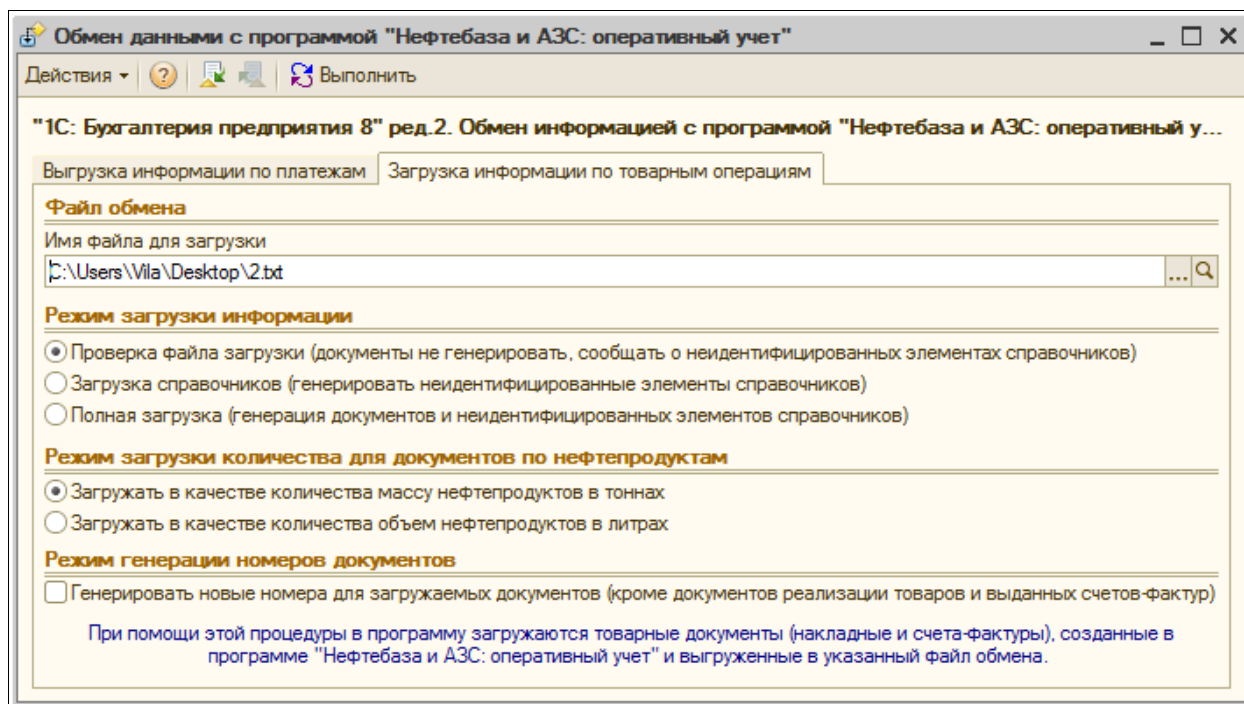 Обмен данными с программой "Нефтебаза и АЗС: оперативный учет"
Действия ? Выполнить
"1С: Бухгалтерия предприятия 8" ред.2. Обмен информацией с программой "Нефтебаза и АЗС: оперативный у...
Выгрузка информации по платежам Загрузка информации по товарным операциям
Файл обмена
Имя файла для загрузки
C:\Users\Vila\Desktop\2.txt ...
Режим загрузки информации
Проверка файла загрузки (документы не генерировать, сообщать о неидентифицированных элементах справочников)
Загрузка справочников (генерировать неидентифицированные элементы справочников)
Полная загрузка (генерация документов и неидентифицированных элементов справочников)
Режим загрузки количества для документов по нефтепродуктам
Загружать в качестве количества массу нефтепродуктов в тоннах
Загружать в качестве количества объем нефтепродуктов в литрах
Режим генерации номеров документов
Генерировать новые номера для загружаемых документов (кроме документов реализации товаров и выданных счетов-фактур)
При помощи этой процедуры в программу загружаются товарные документы (накладные и счета-фактуры), созданные в
программе "Нефтебаза и АЗС: оперативный учет" и выгруженные в указанный файл обмена.